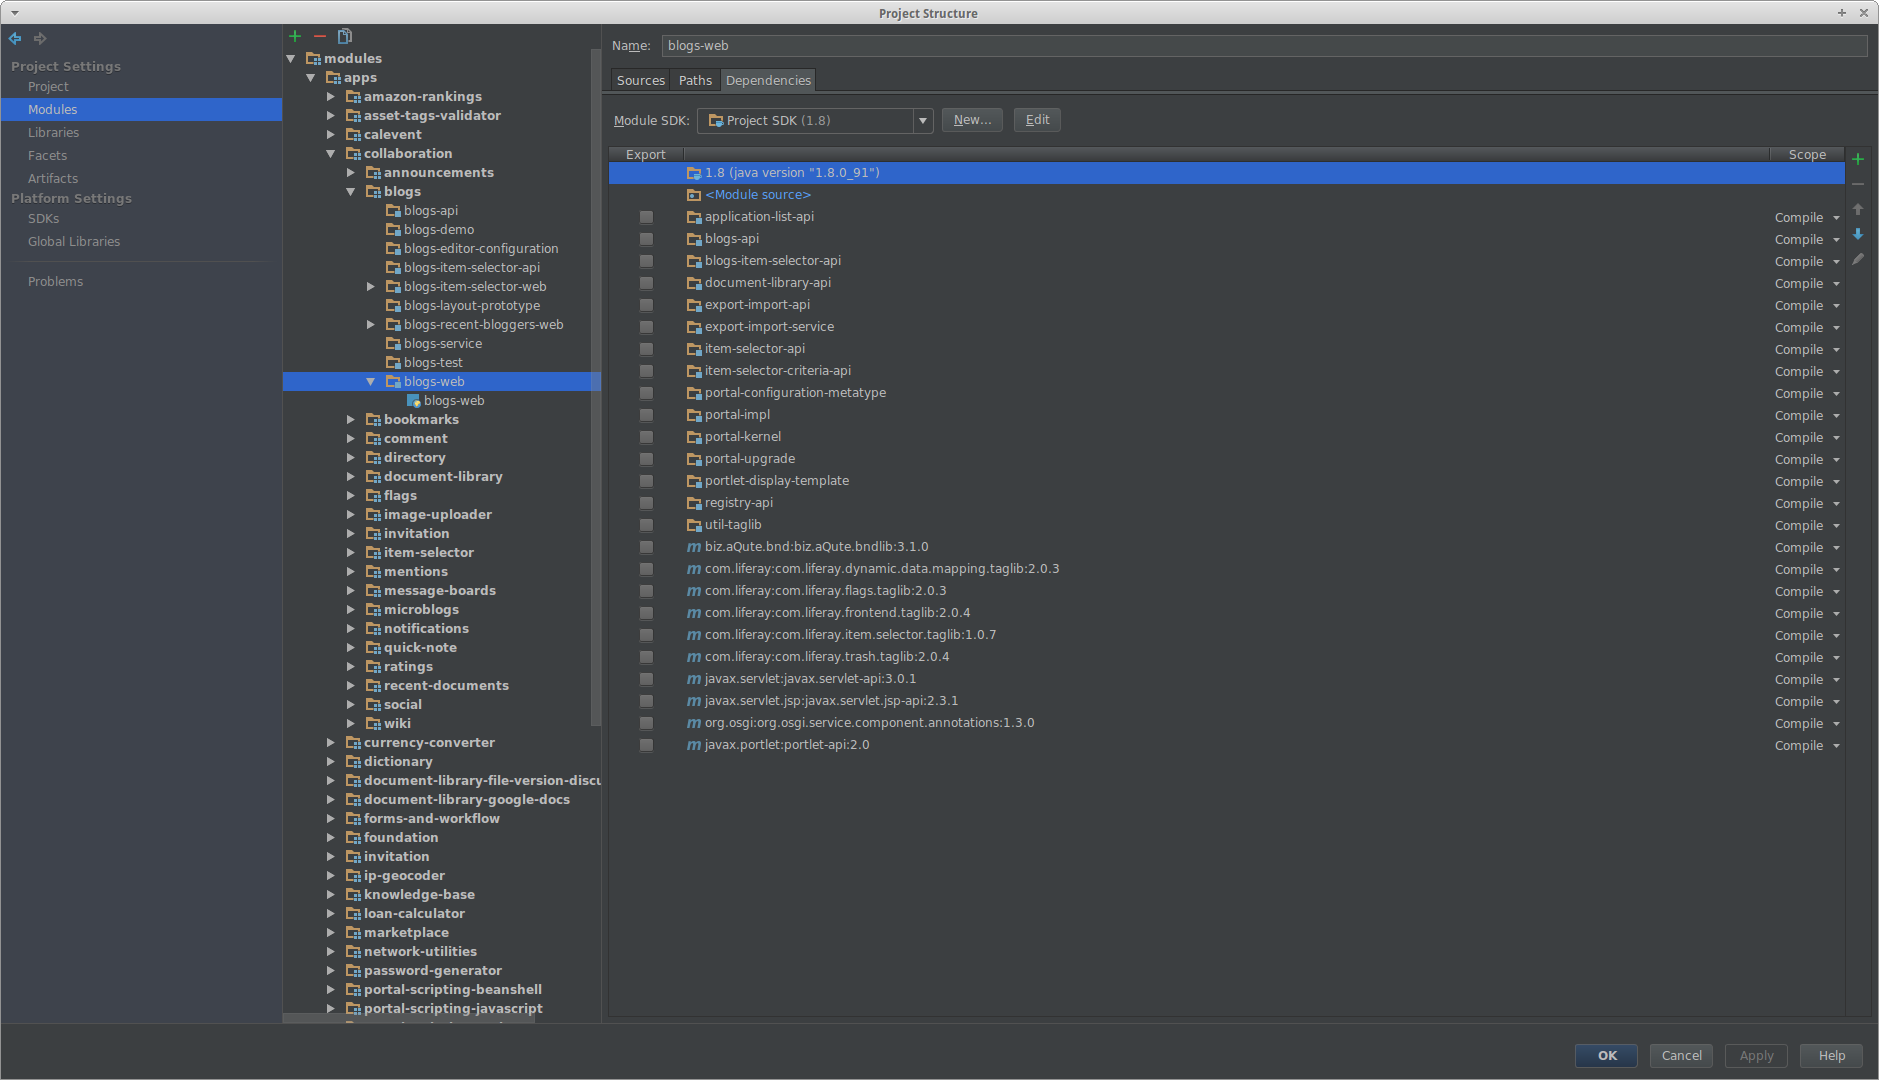 Project Structure
Project Settings
Project
Modules
Libraries
Facets
Artifacts
Platform Settings
SDKs
Global Libraries
Problems
modules
apps
amazon-rankings
asset-tags-validator
calevent
collaboration
announcements
blogs
blogs-api
blogs-demo
blogs-editor-configuration
blogs-item-selector-api
blogs-item-selector-web
blogs-layout-prototype
blogs-recent-bloggers-web
blogs-service
blogs-test
blogs-web
blogs-web
bookmarks
comment
directory
document-library
flags
image-uploader
invitation
item-selector
mentions
message-boards
microblogs
notifications
quick-note
ratings
recent-documents
social
wiki
currency-converter
dictionary
document-library-file-version-discu
document-library-google-docs
forms-and-workflow
foundation
invitation
ip-geocoder
knowledge-base
loan-calculator
marketplace
network-utilities
password-generator
portal-scripting-beanshell
portal-scripting-javascript
Name: blogs-web
Sources Paths Dependencies
Module SDK: Project SDK (1.8) New... Edit
Export Scope
1.8 (java version "1.8.0_91")
<Module source>
application-list-api Compile
blogs-api Compile
blogs-item-selector-api Compile
document-library-api Compile
export-import-api Compile
export-import-service Compile
item-selector-api Compile
item-selector-criteria-api Compile
portal-configuration-metatype Compile
portal-impl Compile
portal-kernel Compile
portal-upgrade Compile
portlet-display-template Compile
registry-api Compile
util-taglib Compile
m biz.aQute.bnd:biz.aQute.bndlib:3.1.0 Compile
m com.liferay:com.liferay.dynamic.data.mapping.taglib:2.0.3 Compile
m com.liferay:com.liferay.flags.taglib:2.0.3 Compile
m com.liferay:com.liferay.frontend.taglib:2.0.4 Compile
m com.liferay:com.liferay.item.selector.taglib:1.0.7 Compile
m com.liferay:com.liferay.trash.taglib:2.0.4 Compile
m javax.servlet:javax.servlet-api:3.0.1 Compile
m javax.servlet.jsp:javax.servlet.jsp-api:2.3.1 Compile
m org.osgi:org.osgi.service.component.annotations:1.3.0 Compile
m javax.portlet:portlet-api:2.0 Compile
OK Cancel Apply Help